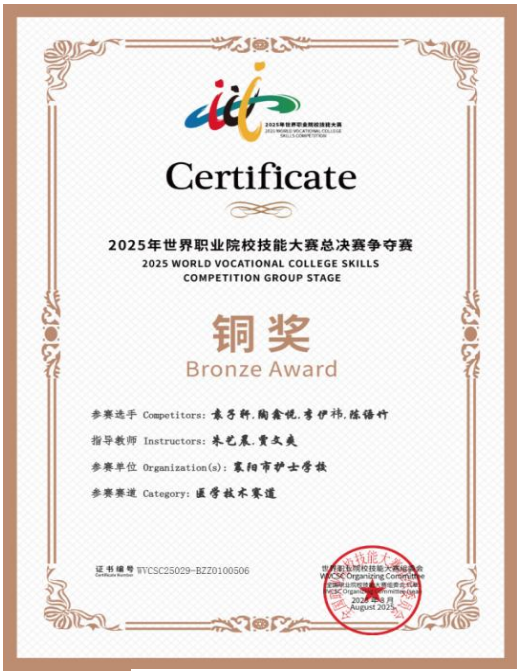 2025年世界职业院校技能大赛
2025 WORLD VOCATIONAL COLLEGE
SKILLS COMPETITION
Certificate
2025年世界职业院校技能大赛总决赛争夺赛
2025 WORLD VOCATIONAL COLLEGE SKILLS
COMPETITION GROUP STAGE
铜奖
Bronze Award
参赛选手 Competitors: 袁子轩,陶鑫悦,李伊祎,陈语竹
指导教师 Instructors: 朱艺晨,贾文爽
参赛单位 Organization(s): 襄阳市护士学校
参赛赛道 Category: 医学技术赛道
证书编号 WVCSC25029-BZZ0100506
Certificate Number
世界职业院校技能大赛组委会
WVCSC Organizing Committee
August 2025